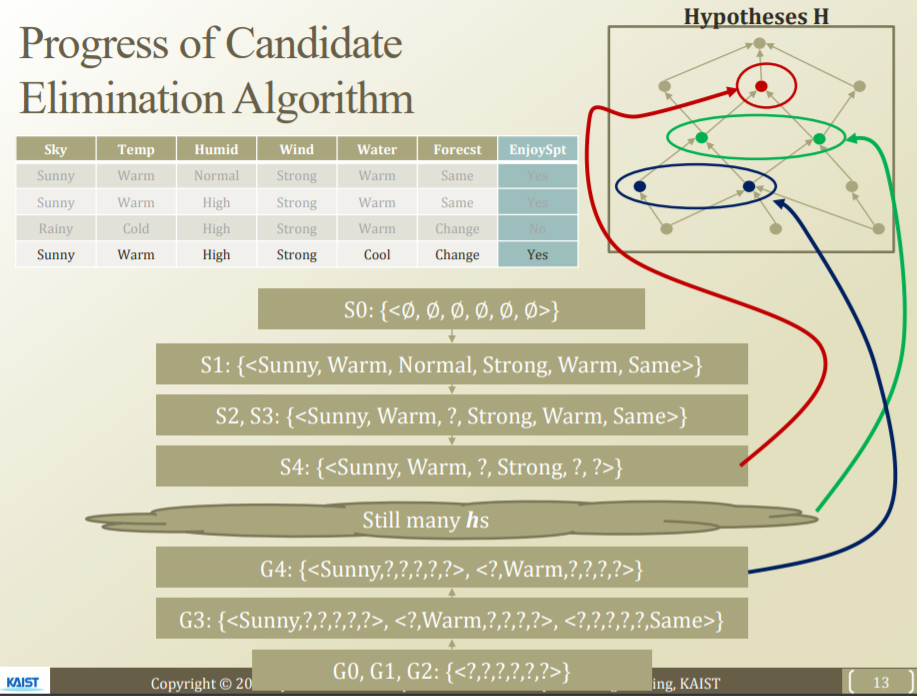 Hypotheses H
Progress of Candidate
Elimination Algorithm
Sky Temp Humid Wind Water Forecst EnjoySpt
Sunny Warm Normal Strong Warm Same Yes
Sunny Warm High Strong Warm Same Yes
Rainy Cold High Strong Warm Change No
Sunny Warm High Strong Cool Change Yes
S0: {<∅, ∅, ∅, ∅, ∅, ∅>}
S1: {<Sunny, Warm, Normal, Strong, Warm, Same>}
S2, S3: {<Sunny, Warm, ?, Strong, Warm, Same>}
S4: {<Sunny, Warm, ?, Strong, ?, ?>}
Still many hs
G4: {<Sunny,?,?,?,?,?>, <?,Warm,?,?,?,?>}
G3: {<Sunny,?,?,?,?,?>, <?,Warm,?,?,?,?>, <?,?,?,?,?,Same>}
G0, G1, G2: {<?,?,?,?,?,?>}
KAIST Copyright © 20 ing, KAIST 13